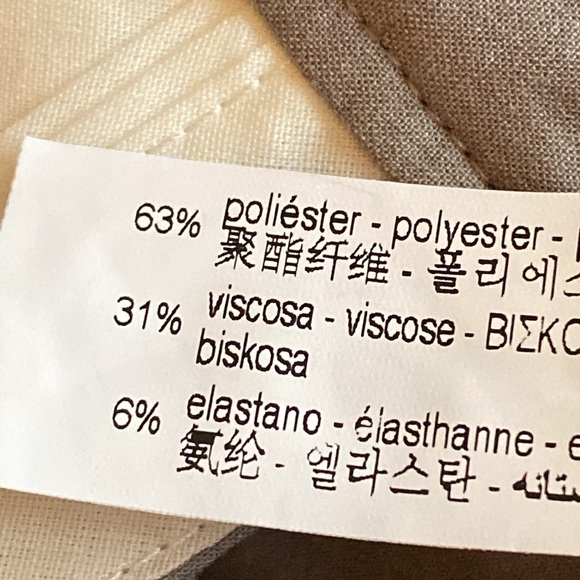 63% poliéster - polyester -
聚酯纤维 - 폴리에스
31% viscosa - viscose - ΒΙΣΚΟ
biskosa
6% elastano - élasthanne - e
氨纶 - 엘라스탄 -